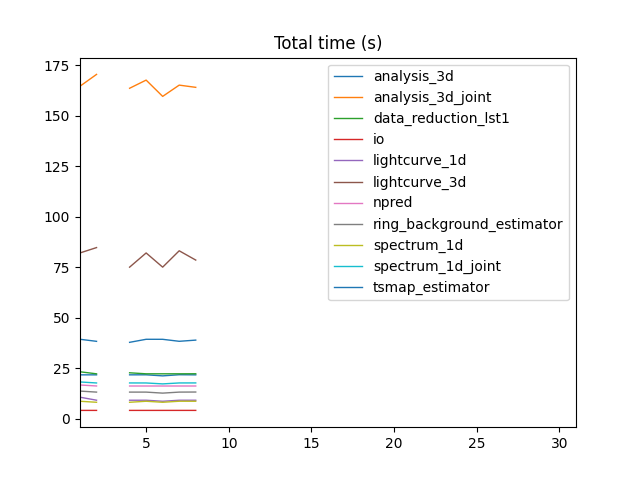 Total time (s)
175
150
125
100
75
50
25
0
5
10
15
20
25
30
analysis_3d
analysis_3d_joint
data_reduction_lst1
io
lightcurve_1d
lightcurve_3d
npred
ring_background_estimator
spectrum_1d
spectrum_1d_joint
tsmap_estimator